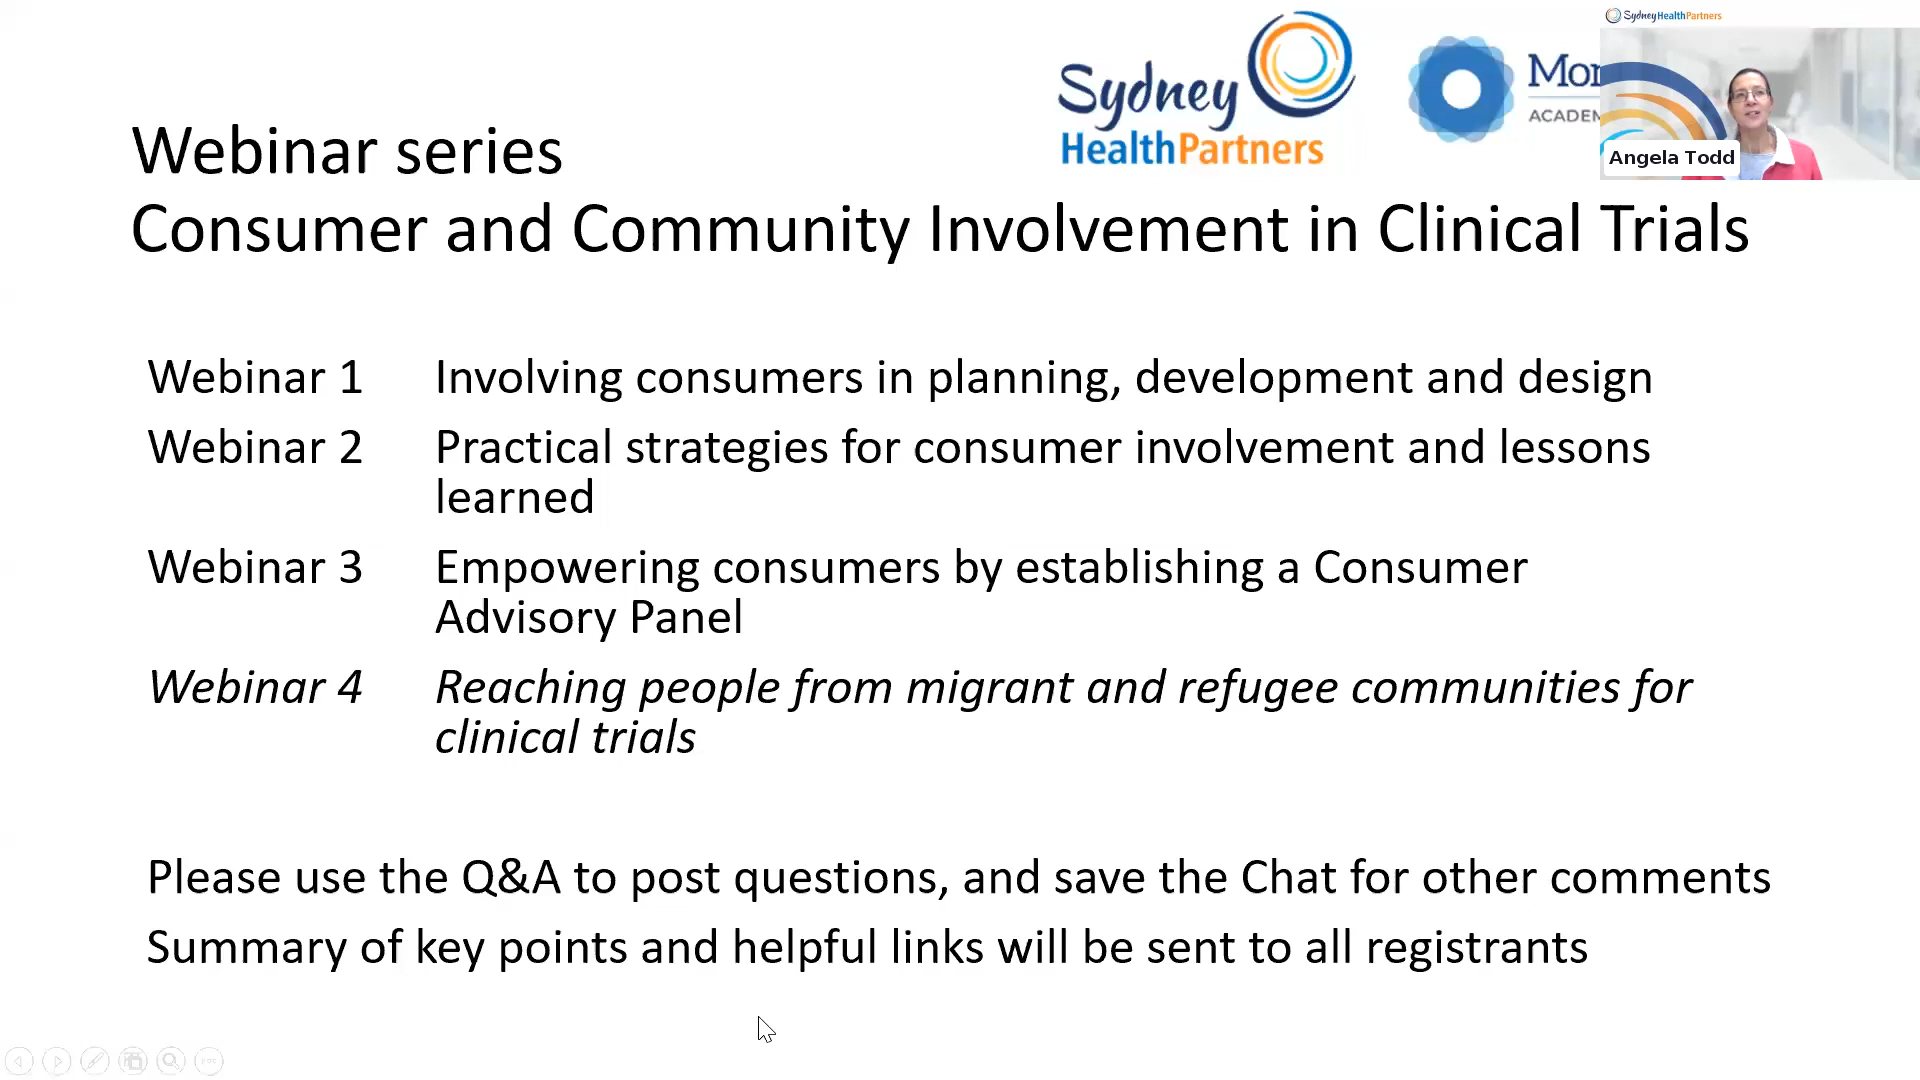 Sydney HealthPartners
Sydney
HealthPartners
Angela Todd
Webinar series
Consumer and Community Involvement in Clinical Trials
Webinar 1 Involving consumers in planning, development and design
Webinar 2 Practical strategies for consumer involvement and lessons
learned
Webinar 3 Empowering consumers by establishing a Consumer
Advisory Panel
Webinar 4 Reaching people from migrant and refugee communities for
clinical trials
Please use the Q&A to post questions, and save the Chat for other comments
Summary of key points and helpful links will be sent to all registrants